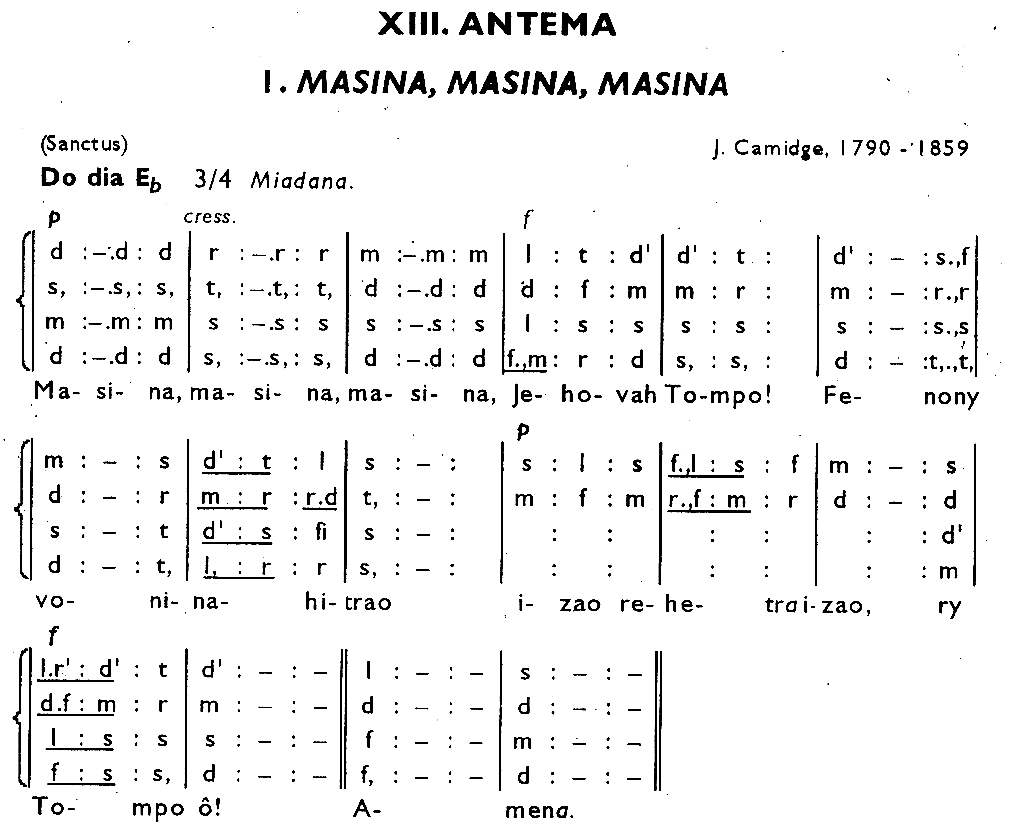 XIII. ANTEMA
1. MASINA, MASINA, MASINA
(Sanctus) J. Camidge, 1790 - 1859
Do dia Eb 3/4 Miadana.
p cress. f
d :–.d : d | r :–.r : r | m :–.m : m | l : t : d' | d' : t : | d' : – : s.,f
s, :–.s, : s, | t, :–.t, : t, | d :–.d : d | d : f : m | m : r : | m : – : r.,r
m :–.m : m | s :–.s : s | s :–.s : s | l : s : s | s : s : | s : – : s.,s
d :–.d : d | s, :–.s, : s, | d :–.d : d | f.,m : r : d | s, : s, : | d : – : t,.,t,
Ma- si- na, ma- si- na, ma- si- na, Je- ho- vah To-mpo! Fe- nony
p
m : – : s | d' : t : l | s : – : | s : l : s | f.,l : s : f | m : – : s
d : – : r | m : r : r.d | t, : – : | m : f : m | r.,f : m : r | d : – : d
s : – : t | d' : s : fi | s : – : | : : | : : | : : d'
d : – : t, | l, : r : r | s, : – : | : : | : : | : : m
vo- ni- na- hi- trao i- zao re- he- tra i- zao, ry
f
l.r' : d' : t | d' : – : – || l : – : – | s : – : – ||
d.f : m : r | m : – : – || d : – : – | d : – : – ||
l : s : s | s : – : – || f : – : – | m : – : – ||
f : s : s, | d : – : – || f, : – : – | d : – : – ||
To- mpo ô! A- mena.